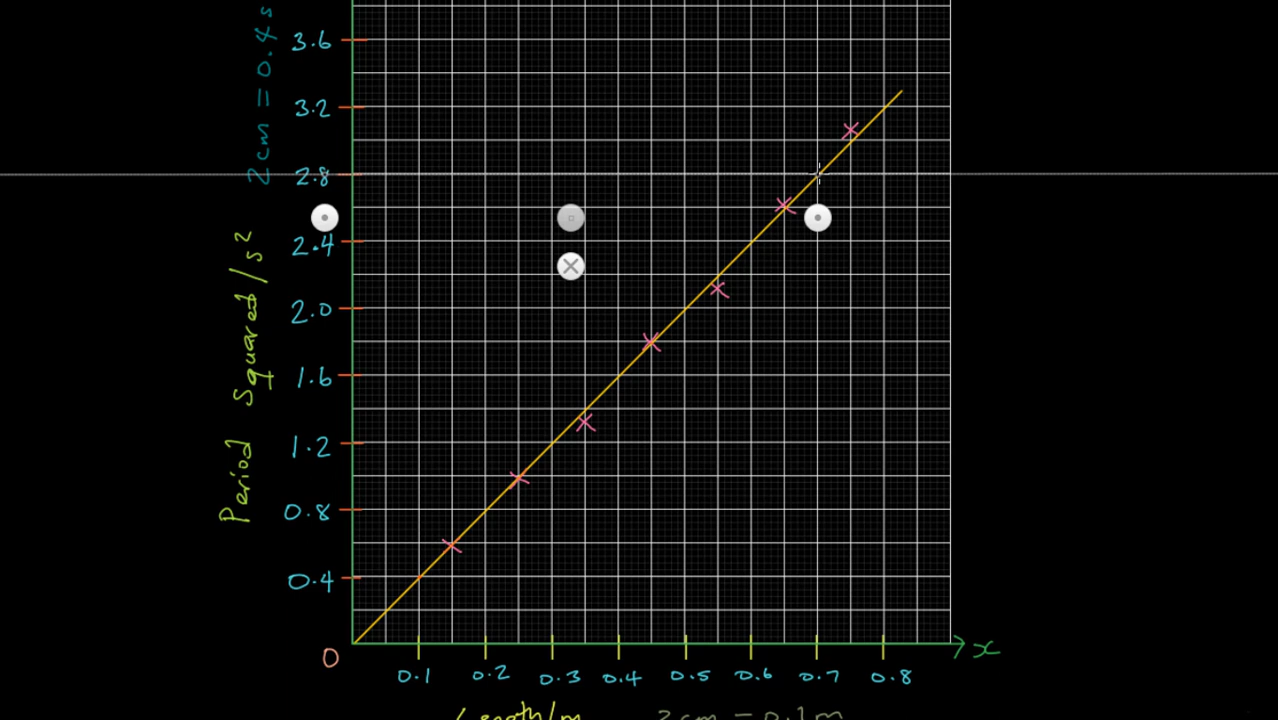 2cm = 0.4s
3.6
3.2
2.8
2.4
2.0
1.6
1.2
0.8
0.4
0
Period Squared/s²
0.1 0.2 0.3 0.4 0.5 0.6 0.7 0.8
x
Length/m 2cm = 0.1m